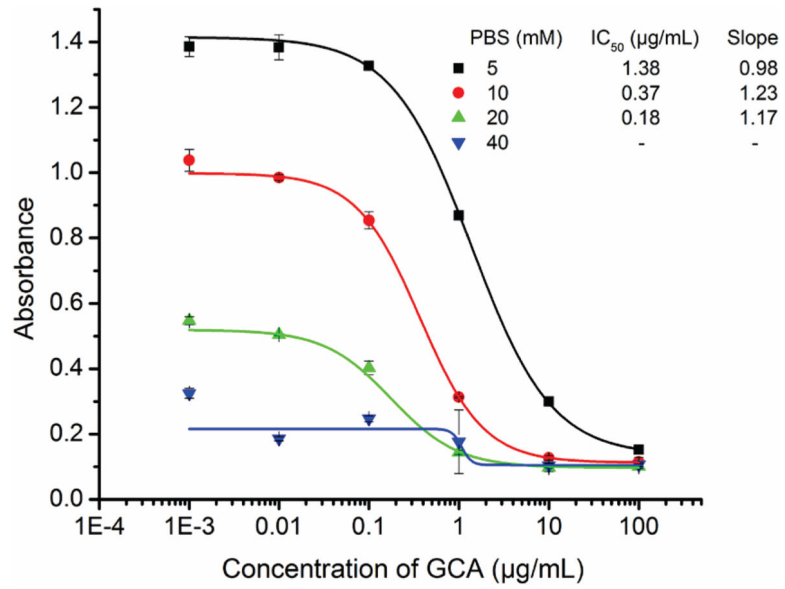 PBS (mM) IC50 (µg/mL) Slope
5 1.38 0.98
10 0.37 1.23
20 0.18 1.17
40 - -
Absorbance
1.4
1.2
1.0
0.8
0.6
0.4
0.2
0.0
1E-4 1E-3 0.01 0.1 1 10 100
Concentration of GCA (µg/mL)